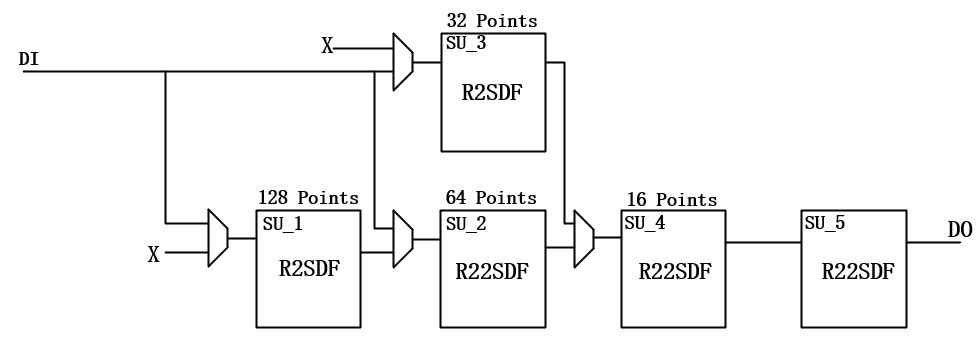 32 Points
X
SU_3
DI
R2SDF
128 Points
64 Points
16 Points
SU_1
SU_2
SU_4
SU_5
DO
X
R2SDF
R22SDF
R22SDF
R22SDF